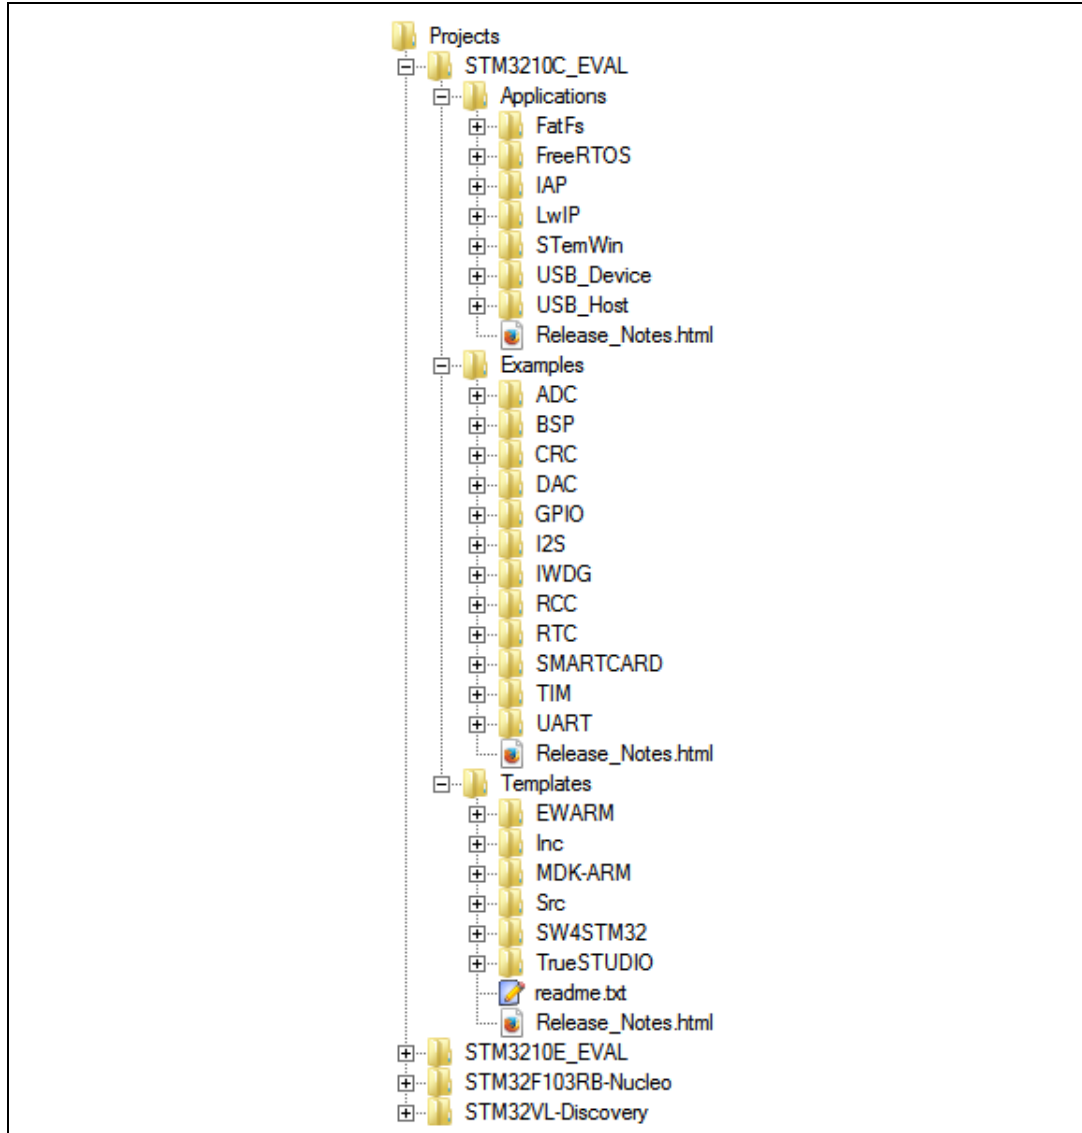 Projects
STM3210C_EVAL
Applications
FatFs
FreeRTOS
IAP
LwIP
STemWin
USB_Device
USB_Host
Release_Notes.html
Examples
ADC
BSP
CRC
DAC
GPIO
I2S
IWDG
RCC
RTC
SMARTCARD
TIM
UART
Release_Notes.html
Templates
EWARM
Inc
MDK-ARM
Src
SW4STM32
TrueSTUDIO
readme.txt
Release_Notes.html
STM3210E_EVAL
STM32F103RB-Nucleo
STM32VL-Discovery